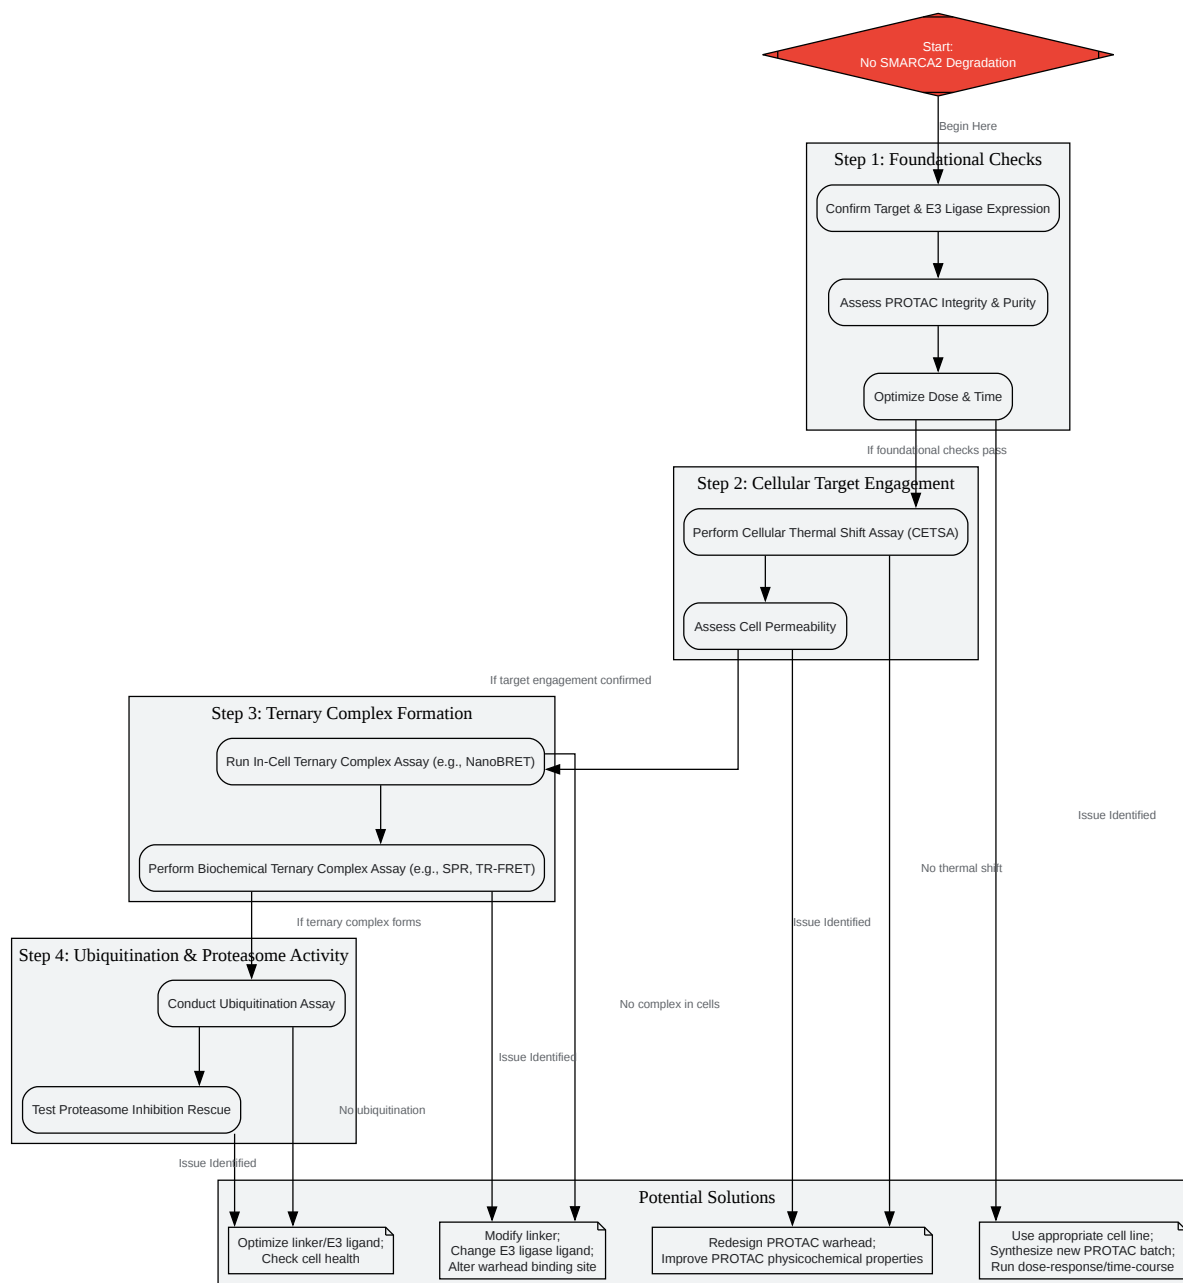 Start:
No SMARCA2 Degradation
Begin Here
Step 1: Foundational Checks
Confirm Target & E3 Ligase Expression
Assess PROTAC Integrity & Purity
Optimize Dose & Time
If foundational checks pass
Step 2: Cellular Target Engagement
Perform Cellular Thermal Shift Assay (CETSA)
Assess Cell Permeability
If target engagement confirmed
Step 3: Ternary Complex Formation
Run In-Cell Ternary Complex Assay (e.g., NanoBRET)
Issue Identified
Perform Biochemical Ternary Complex Assay (e.g., SPR, TR-FRET)
No thermal shift
If ternary complex forms
Issue Identified
Step 4: Ubiquitination & Proteasome Activity
Conduct Ubiquitination Assay
No complex in cells
Issue Identified
Test Proteasome Inhibition Rescue
No ubiquitination
Issue Identified
Potential Solutions
Optimize linker/E3 ligand;
Check cell health
Modify linker;
Change E3 ligase ligand;
Alter warhead binding site
Redesign PROTAC warhead;
Improve PROTAC physicochemical properties
Use appropriate cell line;
Synthesize new PROTAC batch;
Run dose-response/time-course